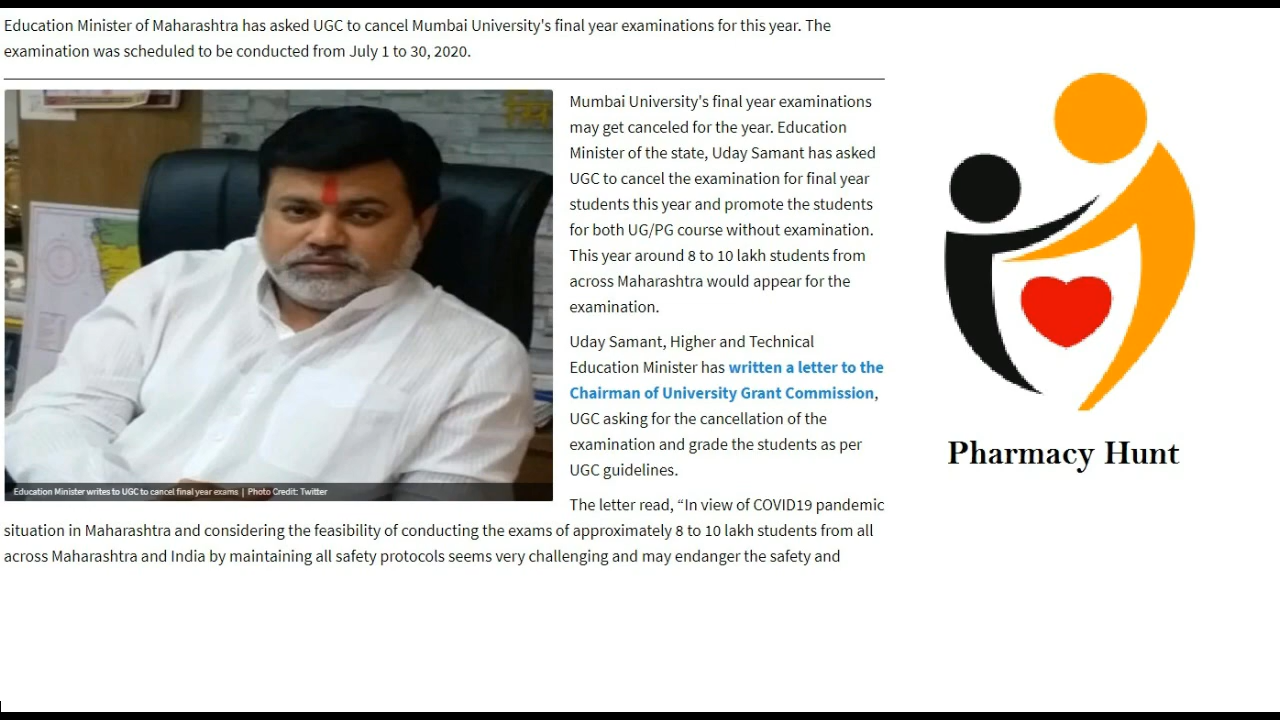 Education Minister of Maharashtra has asked UGC to cancel Mumbai University's final year examinations for this year. The
examination was scheduled to be conducted from July 1 to 30, 2020.
Mumbai University's final year examinations
may get canceled for the year. Education
Minister of the state, Uday Samant has asked
UGC to cancel the examination for final year
students this year and promote the students
for both UG/PG course without examination.
This year around 8 to 10 lakh students from
across Maharashtra would appear for the
examination.
Uday Samant, Higher and Technical
Education Minister has written a letter to the
Chairman of University Grant Commission,
UGC asking for the cancellation of the
examination and grade the students as per
UGC guidelines.
Education Minister writes to UGC to cancel final year exams | Photo Credit: Twitter
The letter read, “In view of COVID19 pandemic
situation in Maharashtra and considering the feasibility of conducting the exams of approximately 8 to 10 lakh students from all
across Maharashtra and India by maintaining all safety protocols seems very challenging and may endanger the safety and
Pharmacy Hunt